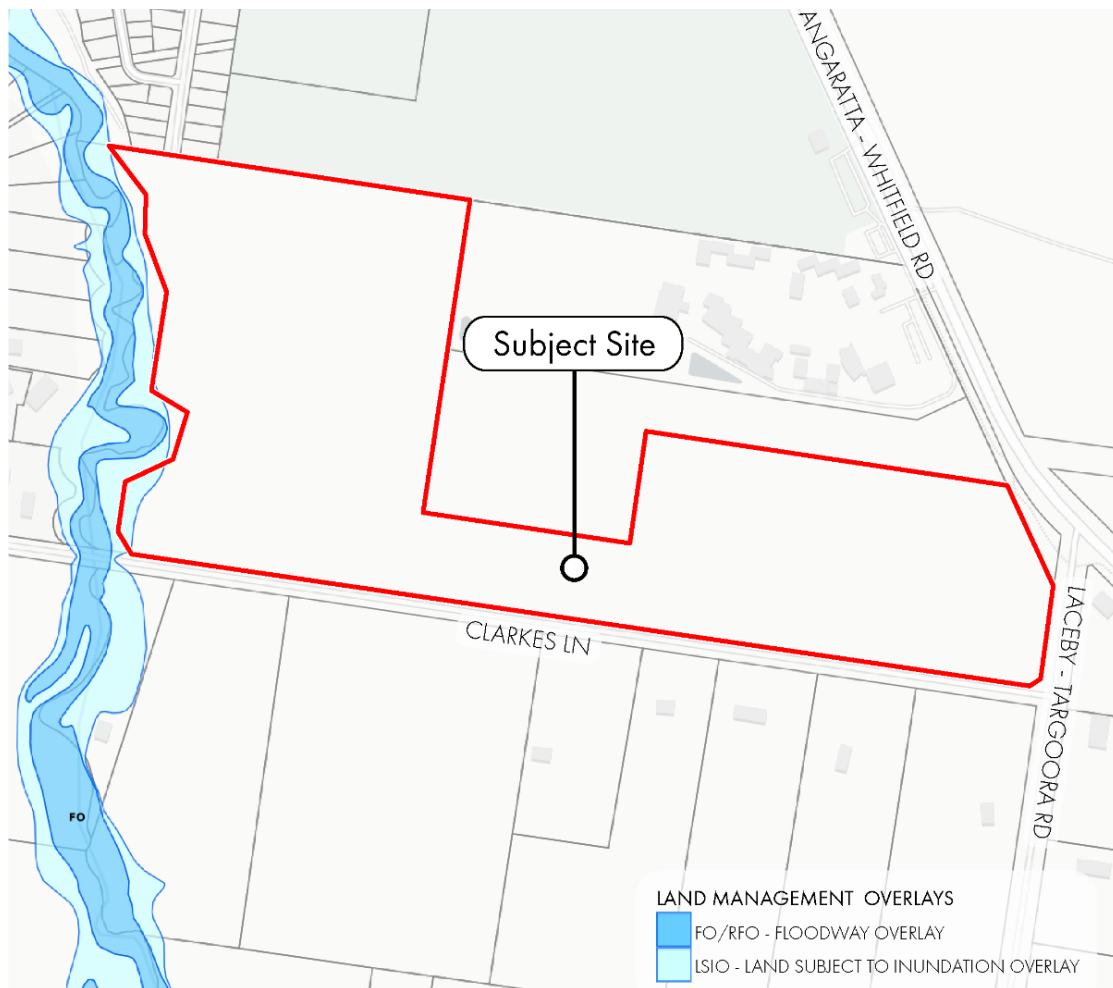 ANGARATTA - WHITFIELD RD
Subject Site
CLARKES LN
LACEBY - TARGOORA RD
FO
LAND MANAGEMENT OVERLAYS
FO/RFO - FLOODWAY OVERLAY
LSIO - LAND SUBJECT TO INUNDATION OVERLAY